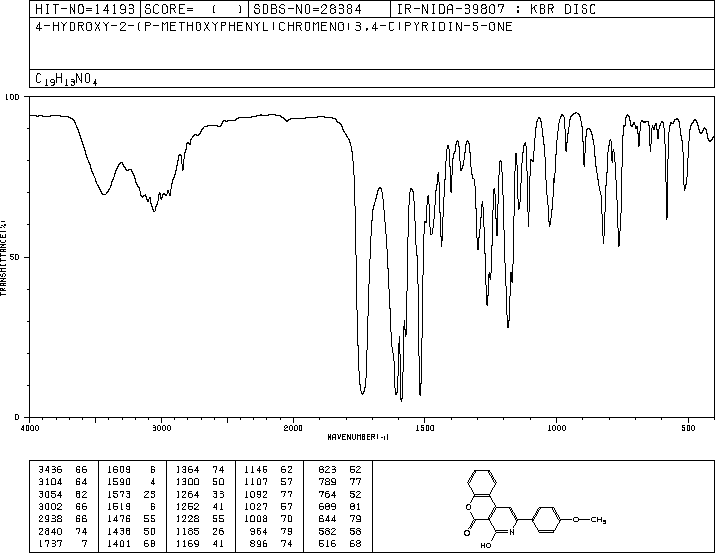 HIT-NO=14193 SCORE= ( ) SDBS-NO=28384 IR-NIDA-39807 : KBR DISC
4-HYDROXY-2-(P-METHOXYPHENYL)CHROMENO(3,4-C)PYRIDIN-5-ONE
C19H13NO4
100
50
0
TRANSMITTANCE(%)
4000 3000 2000 1500 1000 500
WAVENUMBER(-1)
3436 66 1609 6 1364 74 1145 62 823 52
3104 64 1590 4 1300 50 1107 57 789 77
3054 62 1573 25 1264 33 1092 77 764 52
3002 66 1519 6 1252 41 1027 57 689 81
2938 66 1476 55 1228 55 1008 70 644 79
2840 74 1438 50 1185 26 964 79 582 58
1737 7 1401 68 1169 41 896 74 516 68
O
O
HO
N
O
CH3